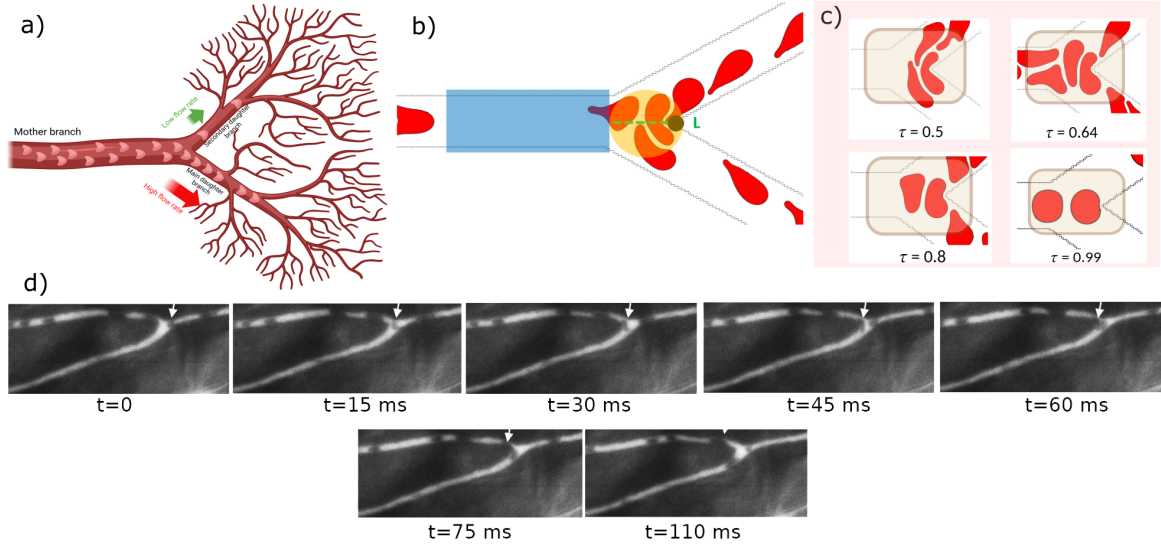 a)
Mother branch
Low flow rate
Secondary daughter
branch
Main daughter
branch
High flow rate
b)
L
c)
τ = 0.5
τ = 0.64
τ = 0.8
τ = 0.99
d)
t=0
t=15 ms
t=30 ms
t=45 ms
t=60 ms
t=75 ms
t=110 ms